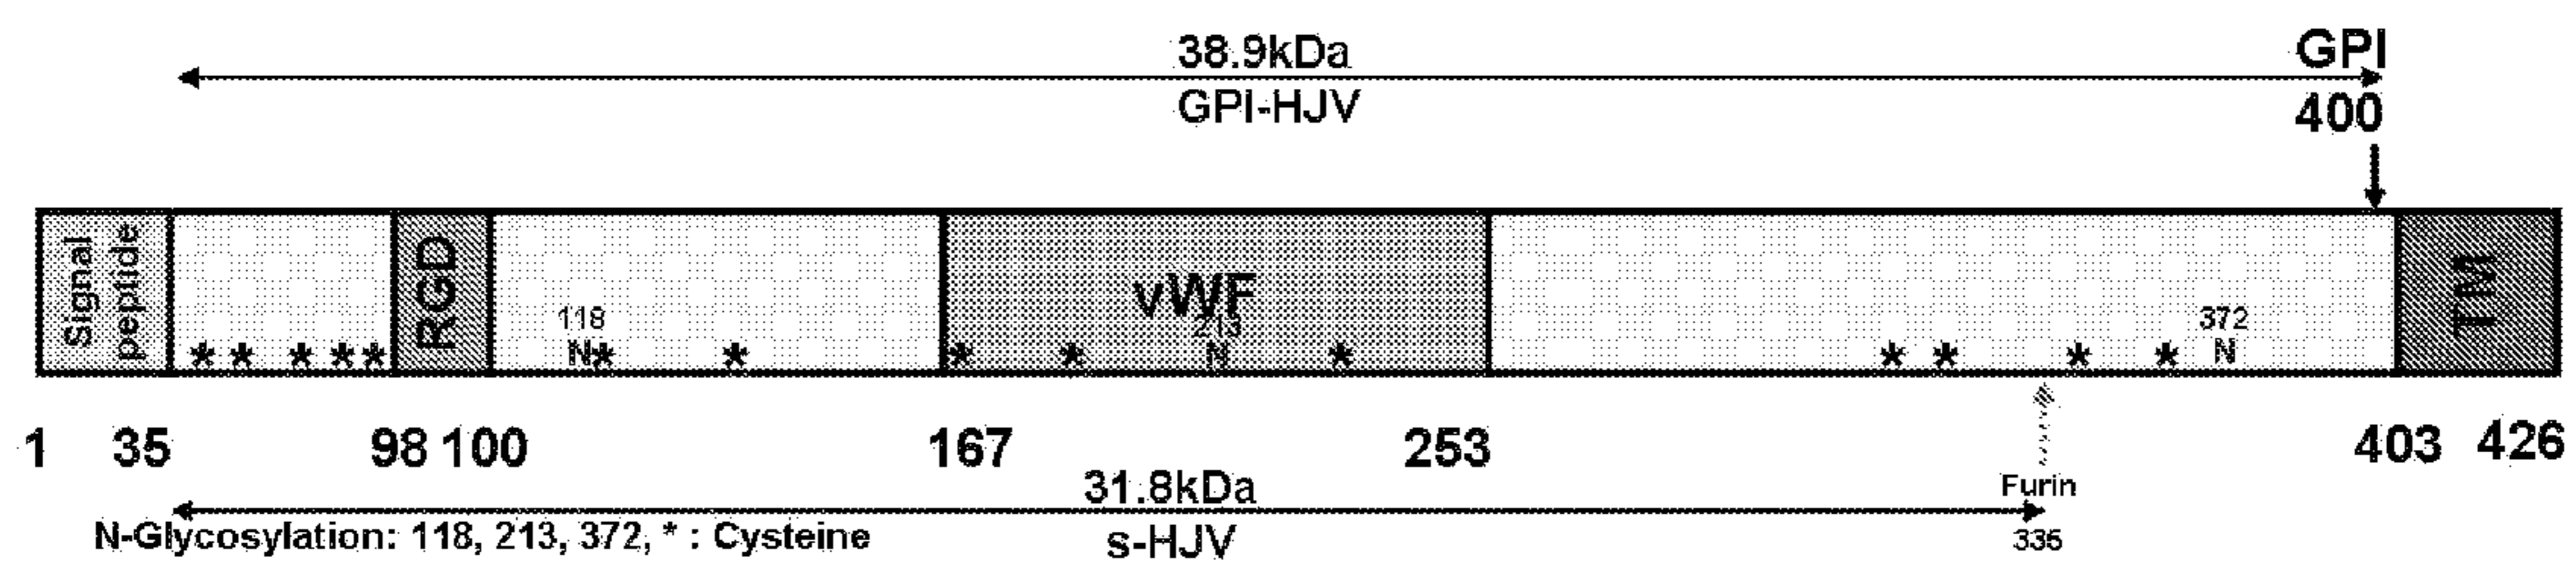 38.9kDa
GPI
GPI-HJV
400
Signal
peptide
RGD
118
N*
vWF
213
N
372
N
TM
* * * * * * * * * * * * *
1 35 98 100 167 253 403 426
31.8kDa
Furin
N-Glycosylation: 118, 213, 372, * : Cysteine
s-HJV
335